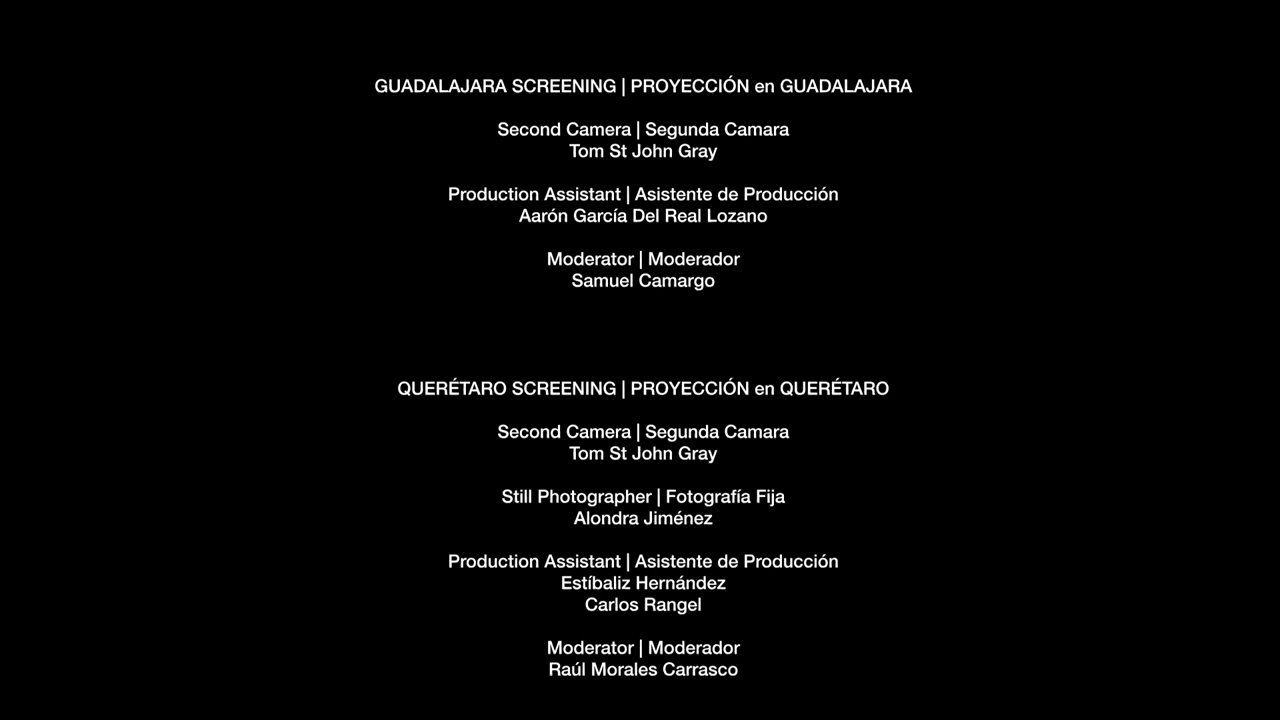 GUADALAJARA SCREENING | PROYECCIÓN en GUADALAJARA
Second Camera | Segunda Camara
Tom St John Gray
Production Assistant | Asistente de Producción
Aarón García Del Real Lozano
Moderator | Moderador
Samuel Camargo
QUERÉTARO SCREENING | PROYECCIÓN en QUERÉTARO
Second Camera | Segunda Camara
Tom St John Gray
Still Photographer | Fotografía Fija
Alondra Jiménez
Production Assistant | Asistente de Producción
Estíbaliz Hernández
Carlos Rangel
Moderator | Moderador
Raúl Morales Carrasco